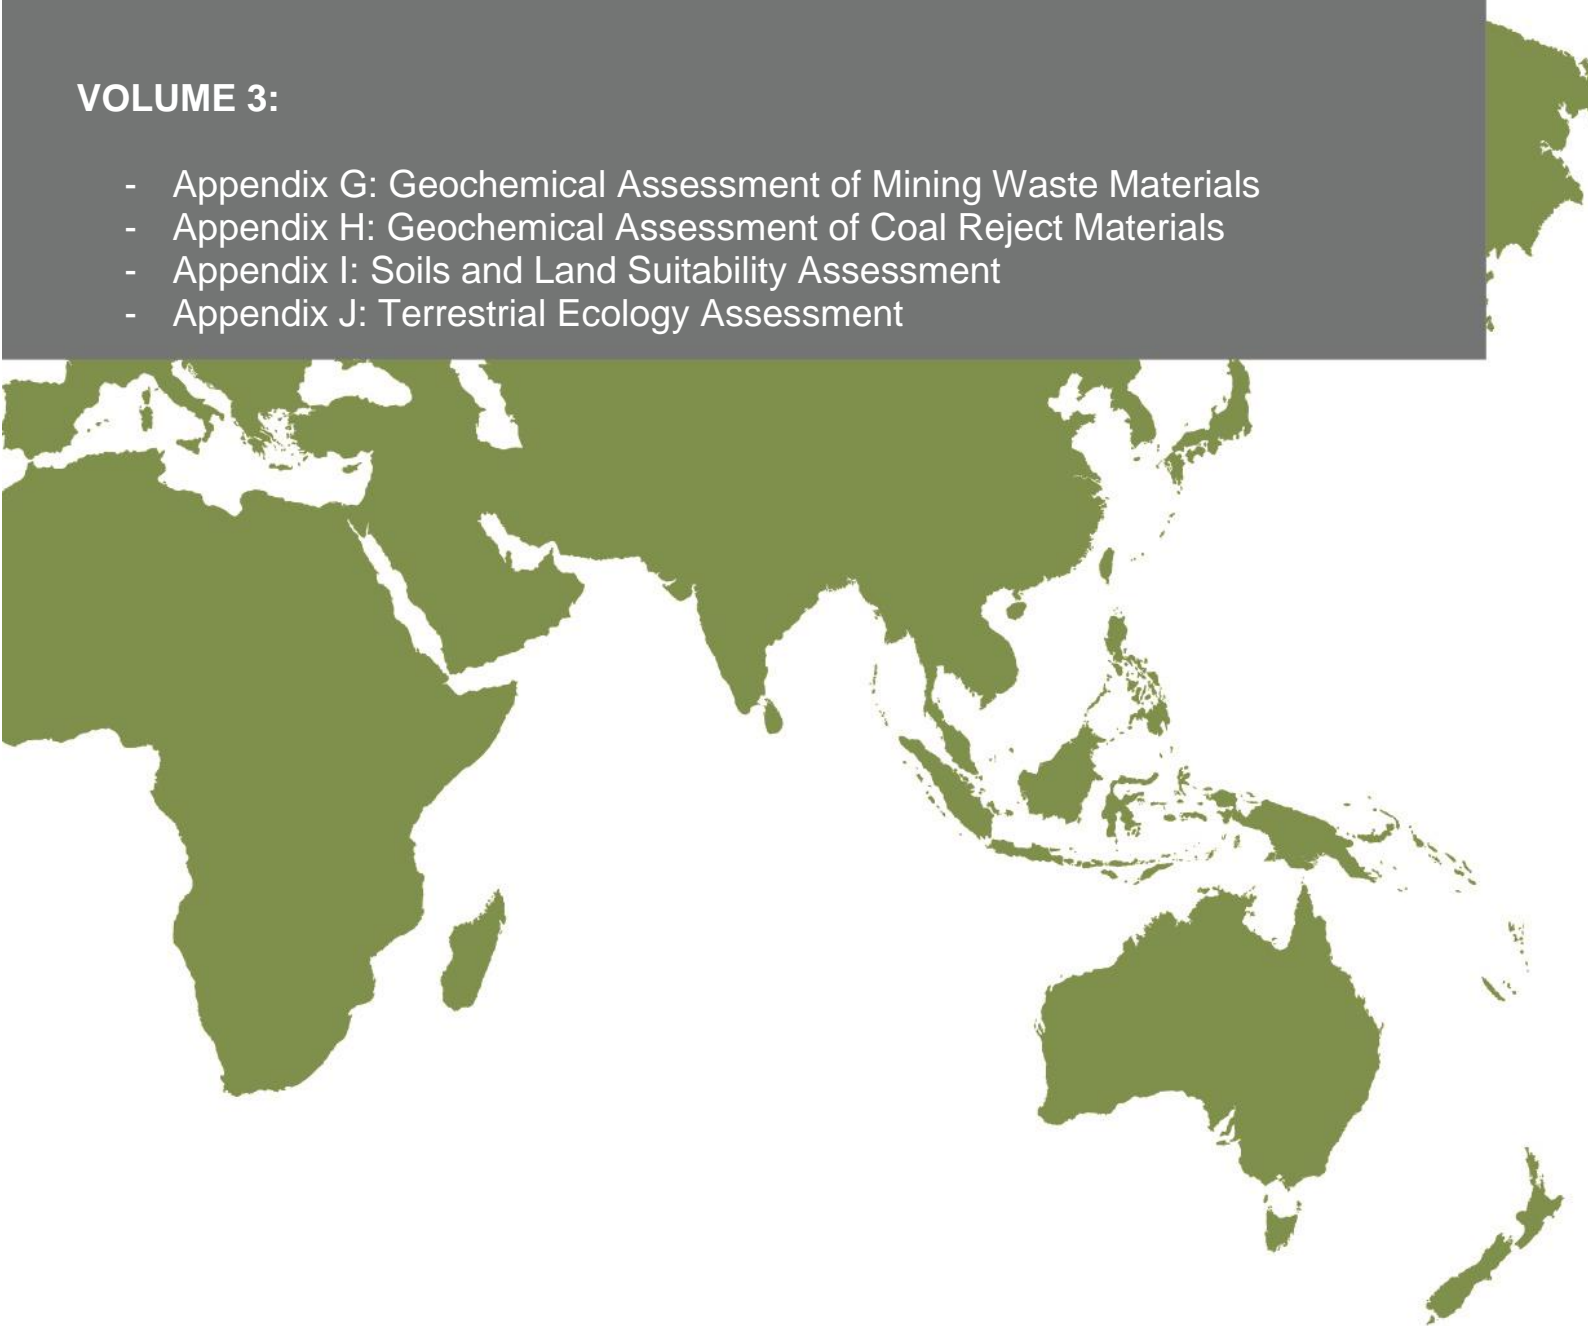 VOLUME 3:
- Appendix G: Geochemical Assessment of Mining Waste Materials
- Appendix H: Geochemical Assessment of Coal Reject Materials
- Appendix I: Soils and Land Suitability Assessment
- Appendix J: Terrestrial Ecology Assessment